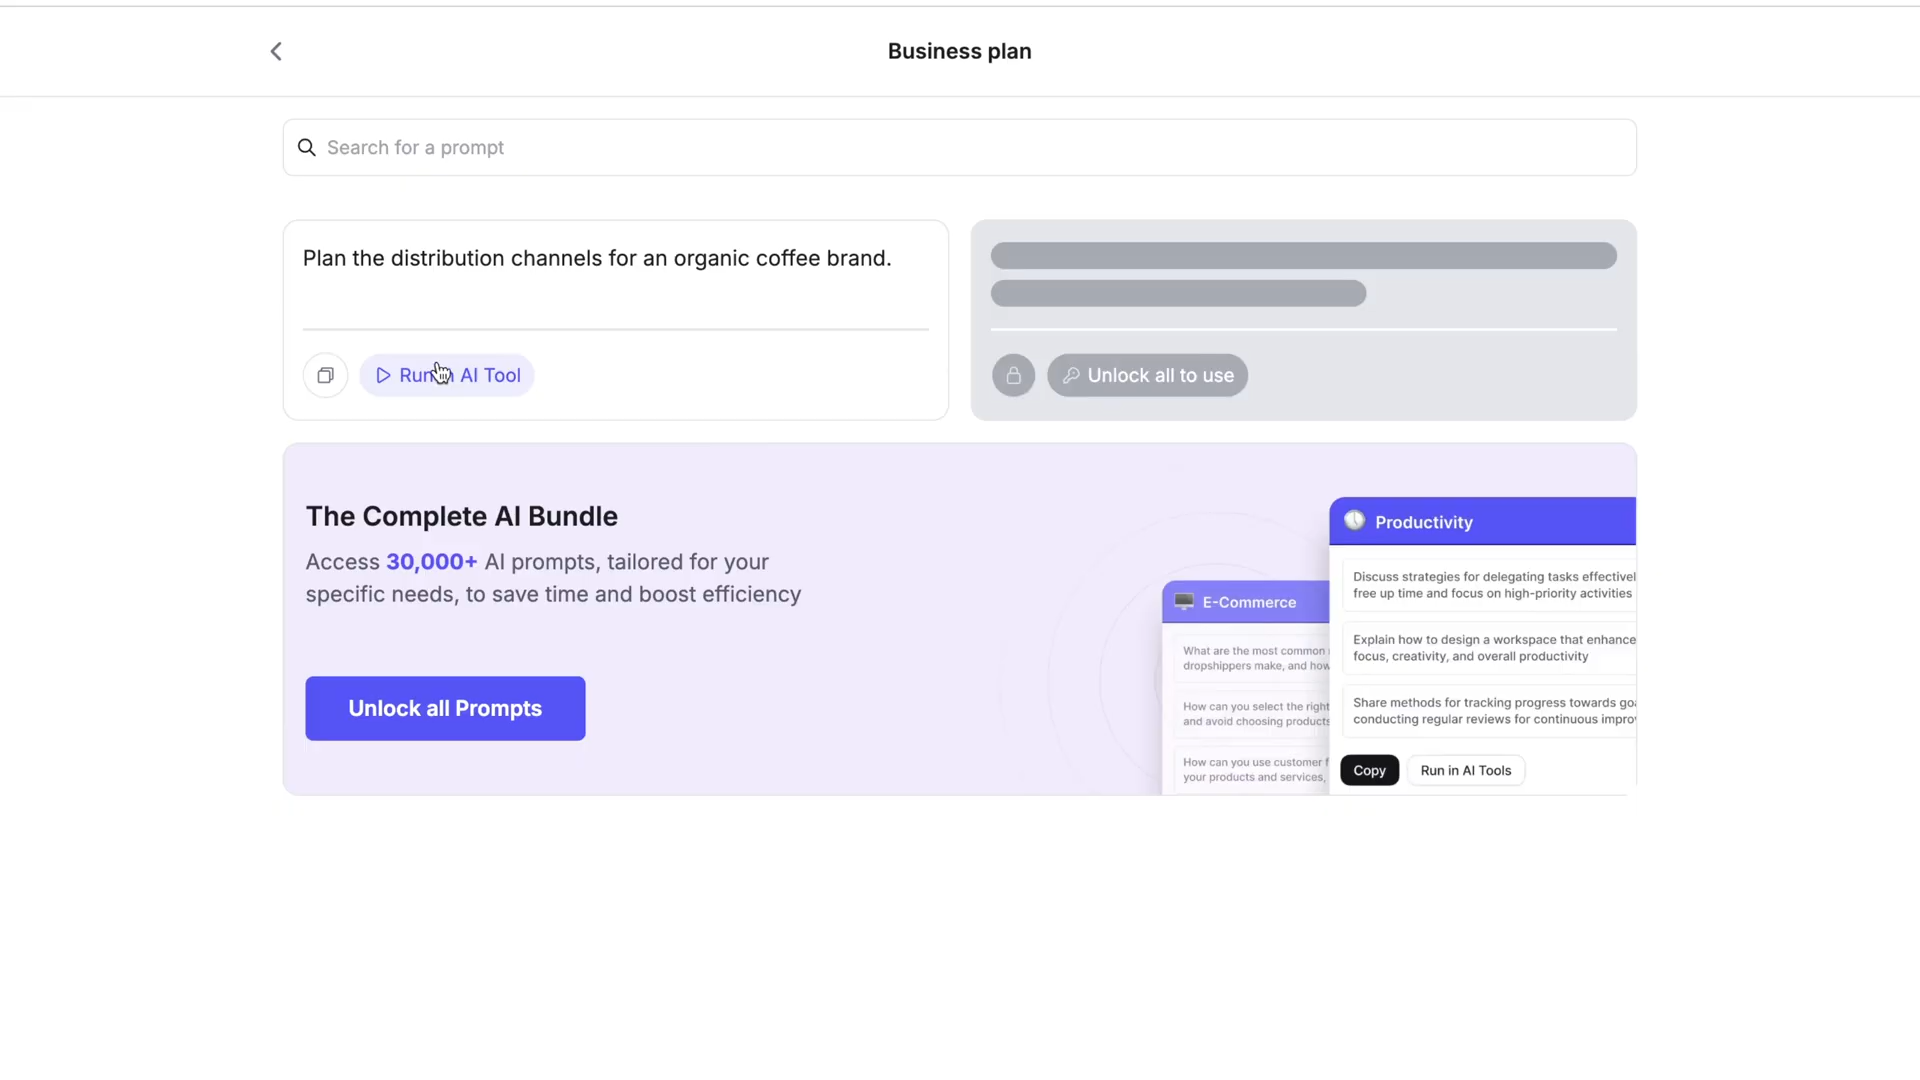 Business plan
Search for a prompt
Plan the distribution channels for an organic coffee brand.
Run AI Tool
Unlock all to use
The Complete AI Bundle
Access 30,000+ AI prompts, tailored for your
specific needs, to save time and boost efficiency
Unlock all Prompts
E-Commerce
What are the most common
dropshippers make, and how
How can you select the right
and avoid choosing products
How can you use customer
your products and services,
Productivity
Discuss strategies for delegating tasks effectivel
free up time and focus on high-priority activities
Explain how to design a workspace that enhance
focus, creativity, and overall productivity
Share methods for tracking progress towards goa
conducting regular reviews for continuous impro
Copy
Run in AI Tools